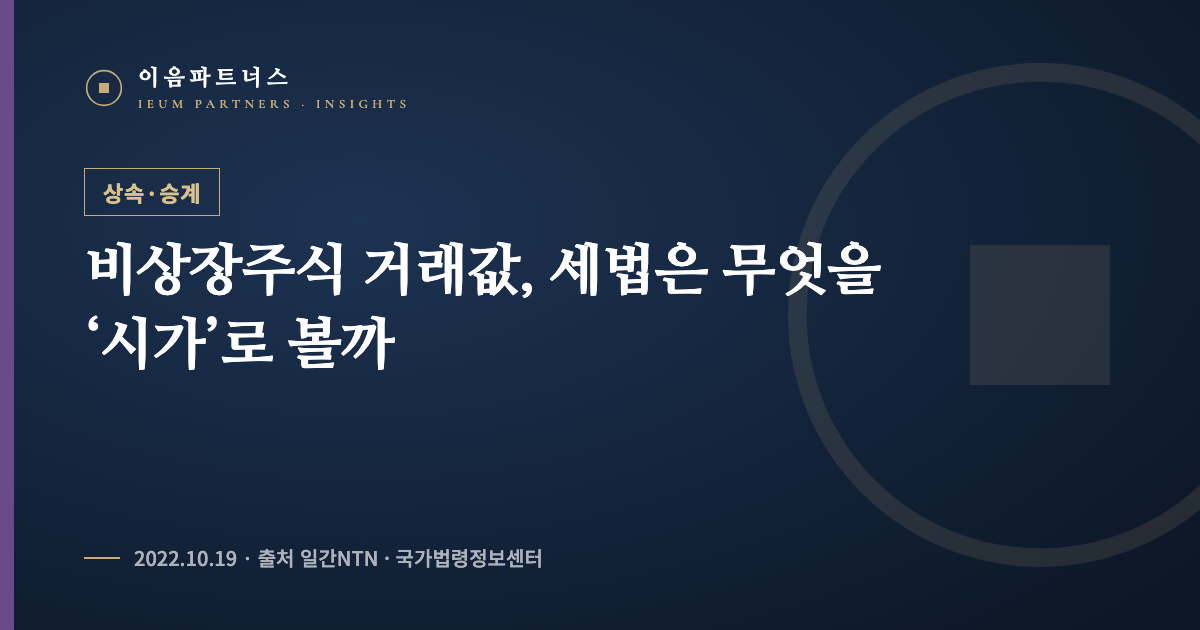 이음파트너스
IEUM PARTNERS · INSIGHTS
상속·승계
비상장주식 거래값, 세법은 무엇을
‘시가’로 볼까
2022.10.19 · 출처 일간NTN · 국가법령정보센터